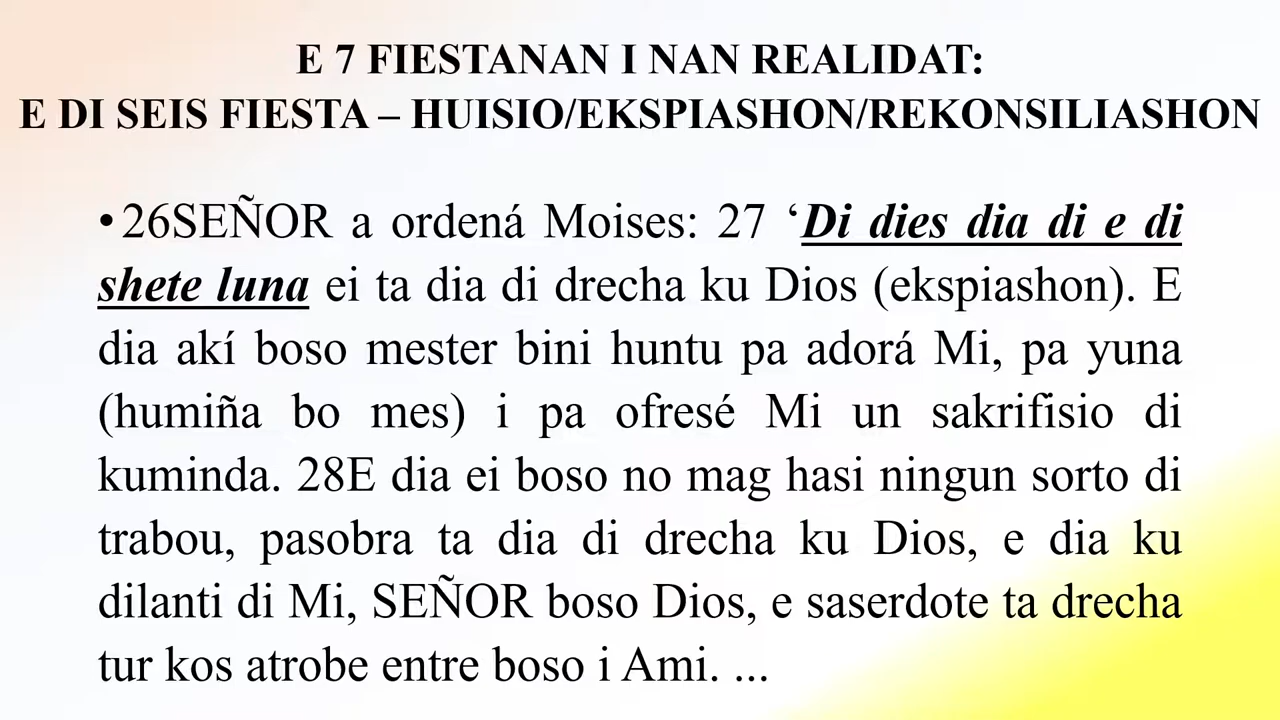 E 7 FIESTANAN I NAN REALIDAT:
E DI SEIS FIESTA – HUISIO/EKSPIASHON/REKONSILIASHON
•26SEÑOR a ordená Moises: 27 ‘Di dies dia di e di
shete luna ei ta dia di drecha ku Dios (ekspiashon). E
dia akí boso mester bini huntu pa adorá Mi, pa yuna
(humiña bo mes) i pa ofresé Mi un sakrifisio di
kuminda. 28E dia ei boso no mag hasi ningun sorto di
trabou, pasobra ta dia di drecha ku Dios, e dia ku
dilanti di Mi, SEÑOR boso Dios, e saserdote ta drecha
tur kos atrobe entre boso i Ami. ...